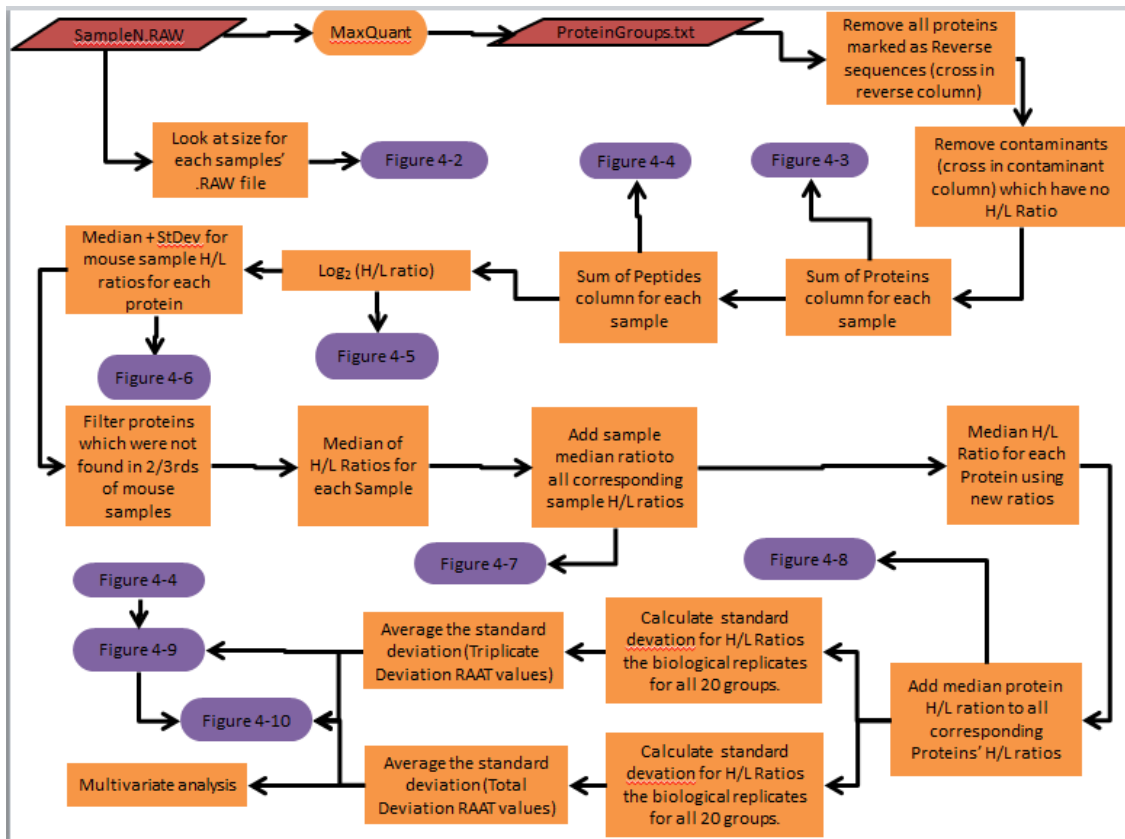 SampleN.RAW
MaxQuant
ProteinGroups.txt
Remove all proteins
marked as Reverse
sequences (cross in
reverse column)
Look at size for
each samples'
.RAW file
Figure 4-2
Figure 4-4
Figure 4-3
Remove contaminants
(cross in contaminant
column) which have no
H/L Ratio
Median + StDev for
mouse sample H/L
ratios for each
protein
Log₂ (H/L ratio)
Sum of Peptides
column for each
sample
Sum of Proteins
column for each
sample
Figure 4-6
Figure 4-5
Filter proteins
which were not
found in 2/3rds
of mouse
samples
Median of
H/L Ratios for
each Sample
Add sample
median ratio to
all corresponding
sample H/L ratios
Median H/L
Ratio for each
Protein using
new ratios
Figure 4-7
Figure 4-8
Figure 4-4
Figure 4-9
Figure 4-10
Average the standard
deviation (Triplicate
Deviation RAAT values)
Calculate standard
devation for H/L Ratios
the biological replicates
for all 20 groups.
Add median protein
H/L ration to all
corresponding
Proteins' H/L ratios
Multivariate analysis
Average the standard
deviation (Total
Deviation RAAT values)
Calculate standard
devation for H/L Ratios
the biological replicates
for all 20 groups.